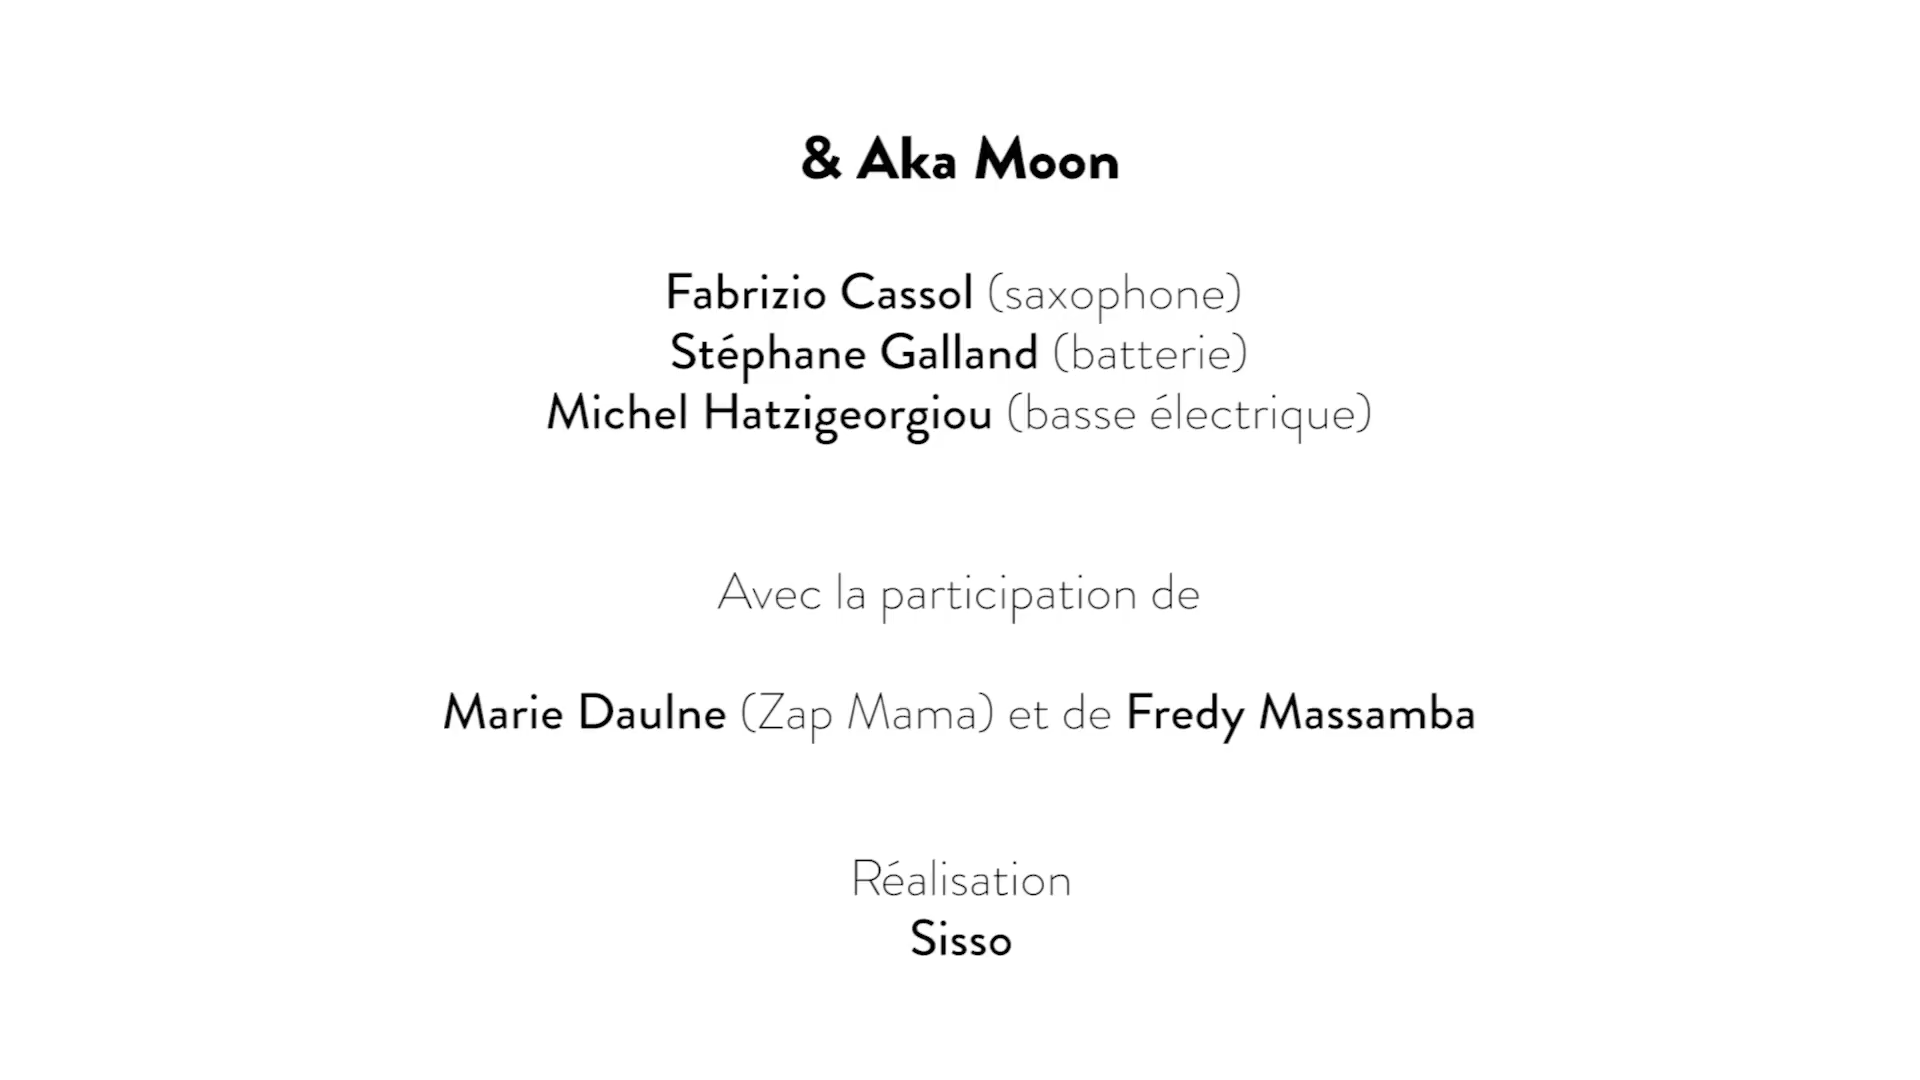 & Aka Moon
Fabrizio Cassol (saxophone)
Stéphane Galland (batterie)
Michel Hatzigeorgiou (basse électrique)
Avec la participation de
Marie Daulne (Zap Mama) et de Fredy Massamba
Réalisation
Sisso